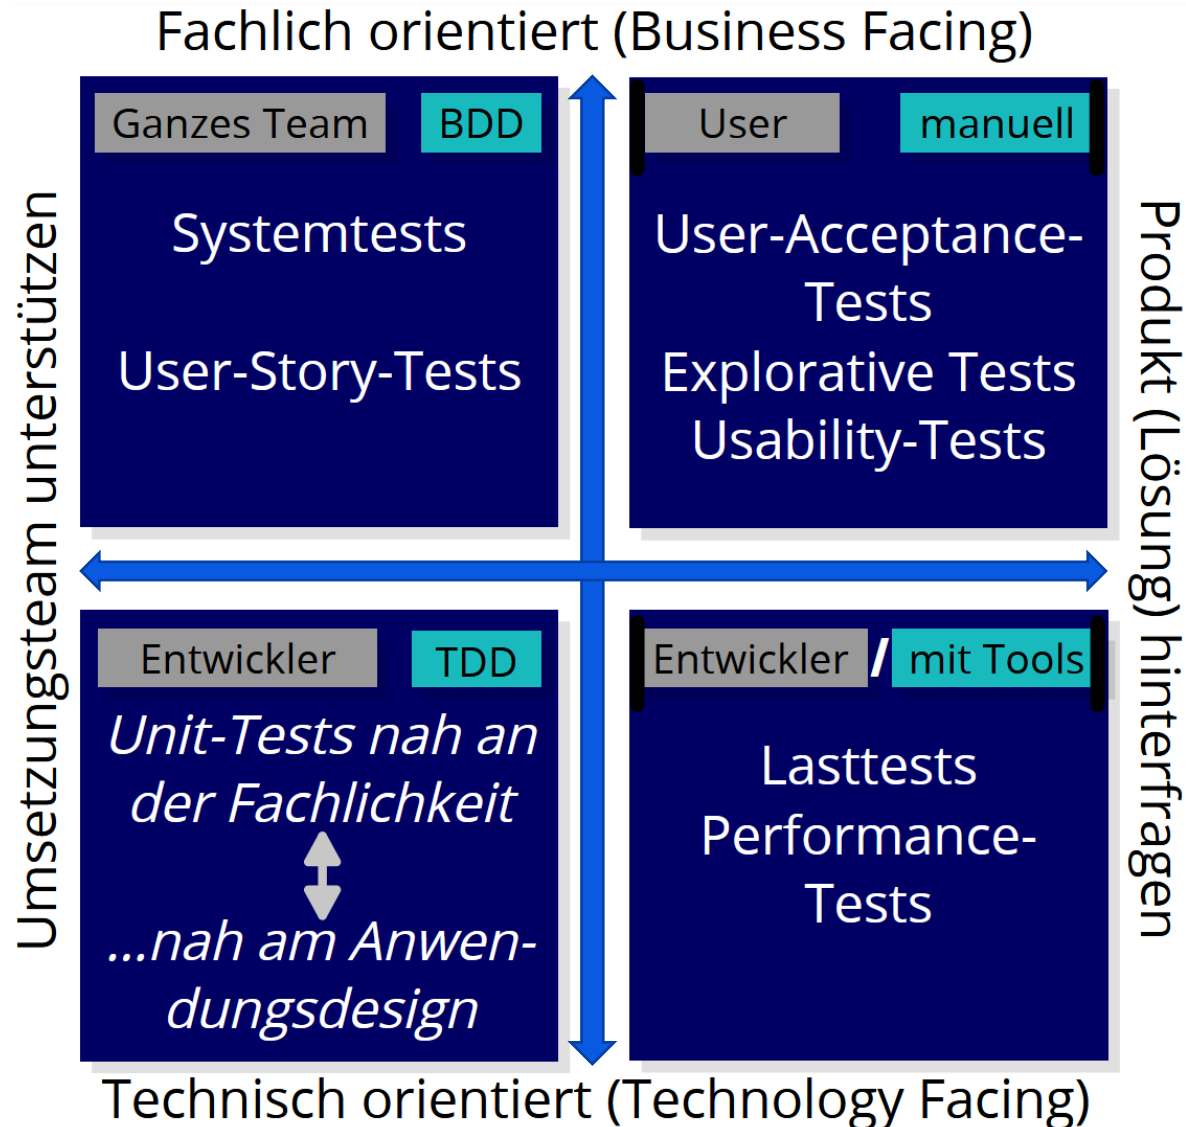 Fachlich orientiert (Business Facing)
Umsetzungsteam unterstützen
Ganzes Team
BDD
Systemtests
User-Story-Tests
User
manuell
User-Acceptance-
Tests
Explorative Tests
Usability-Tests
Produkt (Lösung) hinterfragen
Entwickler
TDD
Unit-Tests nah an
der Fachlichkeit
...nah am Anwen-
dungsdesign
Entwickler / mit Tools
Lasttests
Performance-
Tests
Technisch orientiert (Technology Facing)